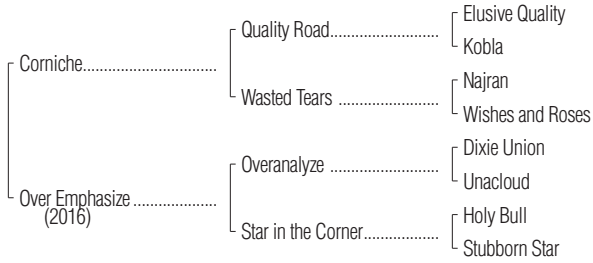 Elusive Quality
Quality Road
Kobla
Corniche
Najran
Wasted Tears
Wishes and Roses
Dixie Union
Overanalyze
Unacloud
Over Emphasize
(2016)
Holy Bull
Star in the Corner
Stubborn Star